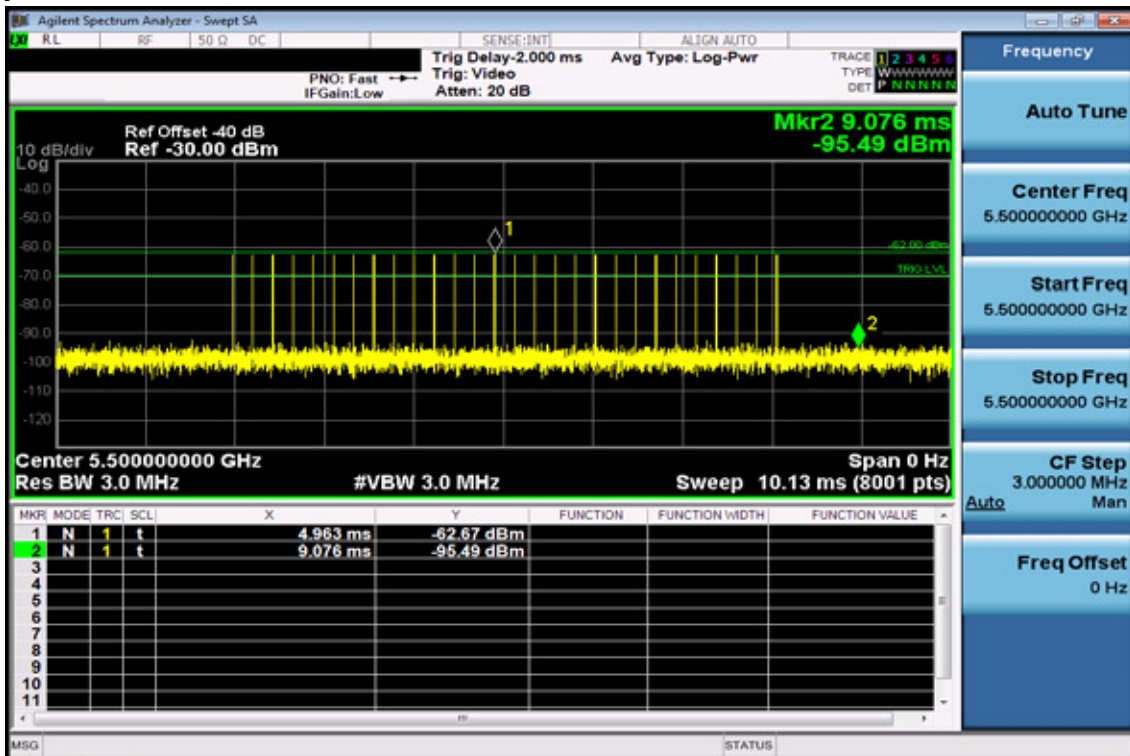 Agilent Spectrum Analyzer - Swept SA
RL RF 50 Ω DC SENSE:INT ALIGN AUTO
Trig Delay-2.000 ms Avg Type: Log-Pwr TRACE 1 2 3 4 5 6
PNO: Fast Trig: Video TYPE WWWWWW
IFGain:Low Atten: 20 dB DET P N N N N N
Ref Offset -40 dB Mkr2 9.076 ms
10 dB/div Ref -30.00 dBm -95.49 dBm
Log
-40.0
-50.0
1
-60.0
-62.00 dBm
-70.0 TRIG LVL
-80.0
-90.0
2
-100
-110
-120
Center 5.500000000 GHz Span 0 Hz
Res BW 3.0 MHz #VBW 3.0 MHz Sweep 10.13 ms (8001 pts)
MKR MODE TRC SCL X Y FUNCTION FUNCTION WIDTH FUNCTION VALUE
1 N 1 t 4.963 ms -62.67 dBm
2 N 1 t 9.076 ms -95.49 dBm
3
4
5
6
7
8
9
10
11
MSG STATUS
Frequency
Auto Tune
Center Freq
5.500000000 GHz
Start Freq
5.500000000 GHz
Stop Freq
5.500000000 GHz
CF Step
3.000000 MHz
Auto Man
Freq Offset
0 Hz